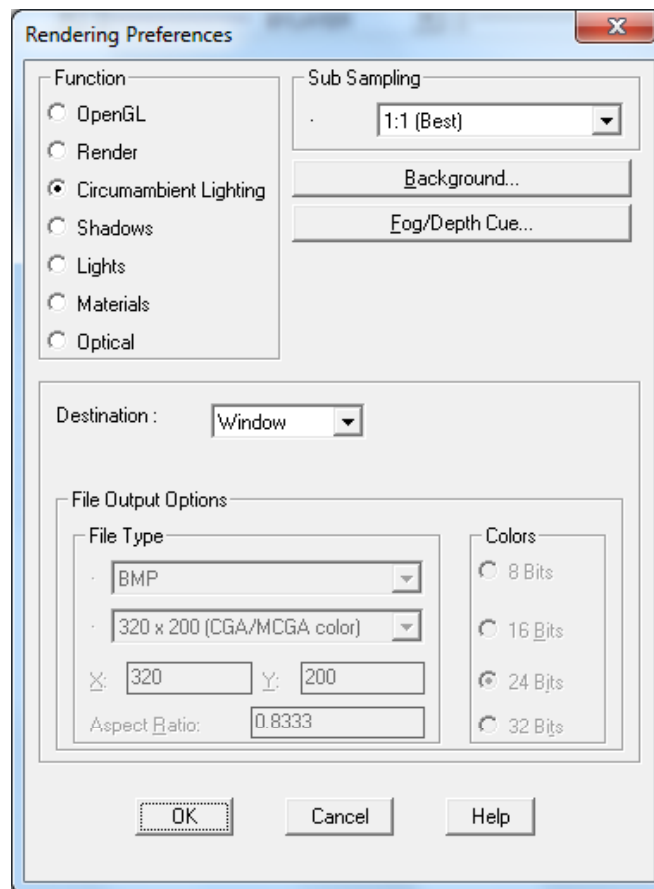 Rendering Preferences
Function
OpenGL
Render
Circumambient Lighting
Shadows
Lights
Materials
Optical
Sub Sampling
1:1 (Best)
Background...
Fog/Depth Cue...
Destination :
Window
File Output Options
File Type
BMP
320 x 200 (CGA/MCGA color)
X: 320 Y: 200
Aspect Ratio: 0.8333
Colors
8 Bits
16 Bits
24 Bits
32 Bits
OK Cancel Help